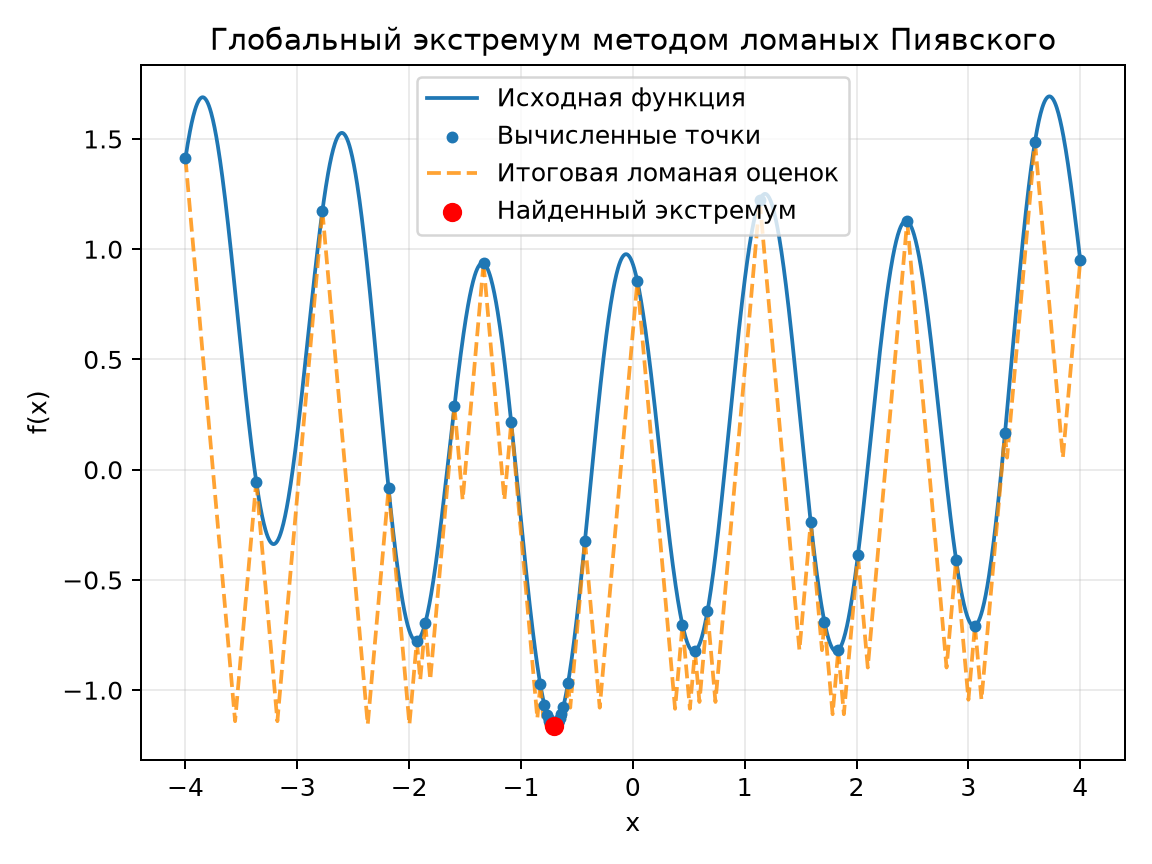 Глобальный экстремум методом ломаных Пиявского
Исходная функция
Вычисленные точки
Итоговая ломаная оценок
Найденный экстремум
1.5
1.0
0.5
0.0
−0.5
−1.0
f(x)
−4 −3 −2 −1 0 1 2 3 4
x